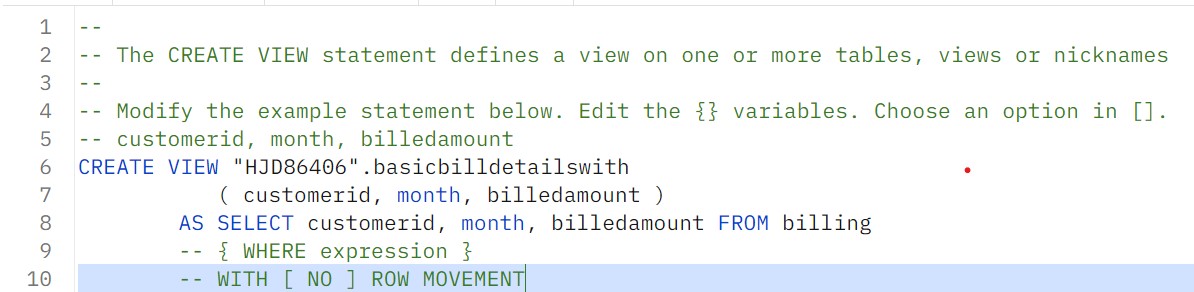 1 --
2 -- The CREATE VIEW statement defines a view on one or more tables, views or nicknames
3 --
4 -- Modify the example statement below. Edit the {} variables. Choose an option in [].
5 -- customerid, month, billedamount
6 CREATE VIEW "HJD86406".basicbilldetailswith
7 ( customerid, month, billedamount )
8 AS SELECT customerid, month, billedamount FROM billing
9 -- { WHERE expression }
10 -- WITH [ NO ] ROW MOVEMENT